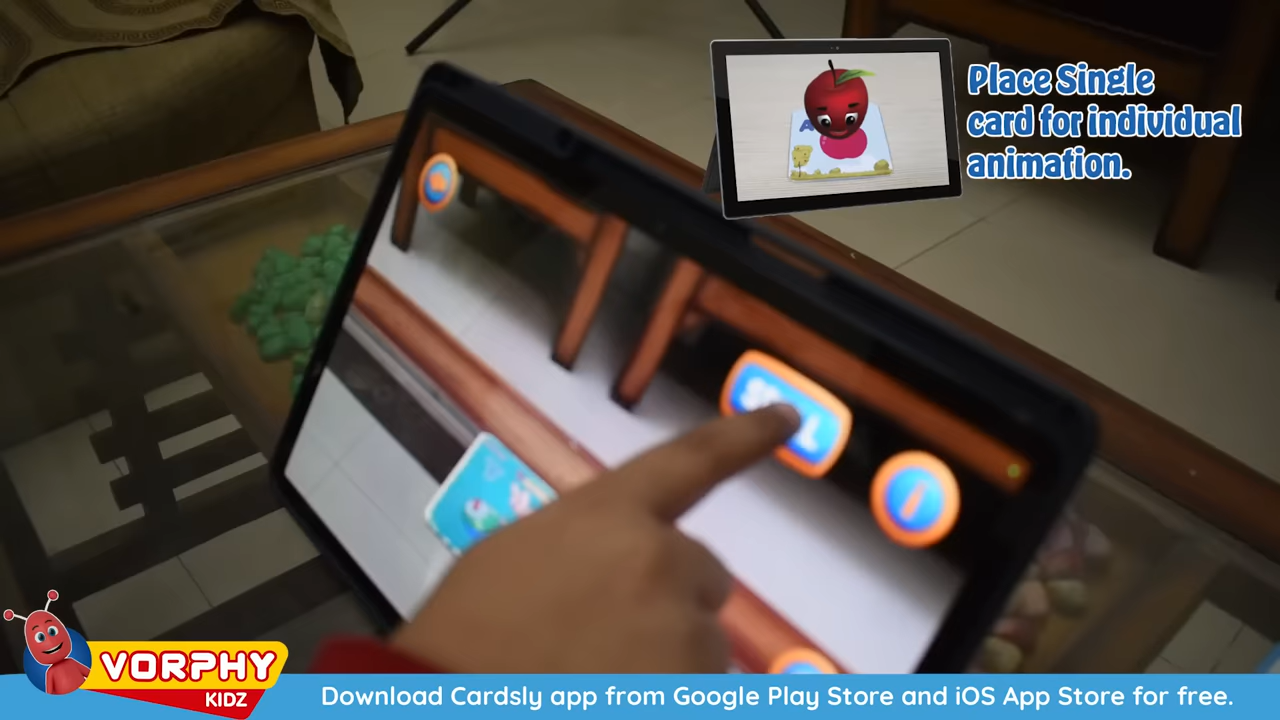 Place Single
card for individual
animation.
VORPHY
KIDZ
Download Cardsly app from Google Play Store and iOS App Store for free.